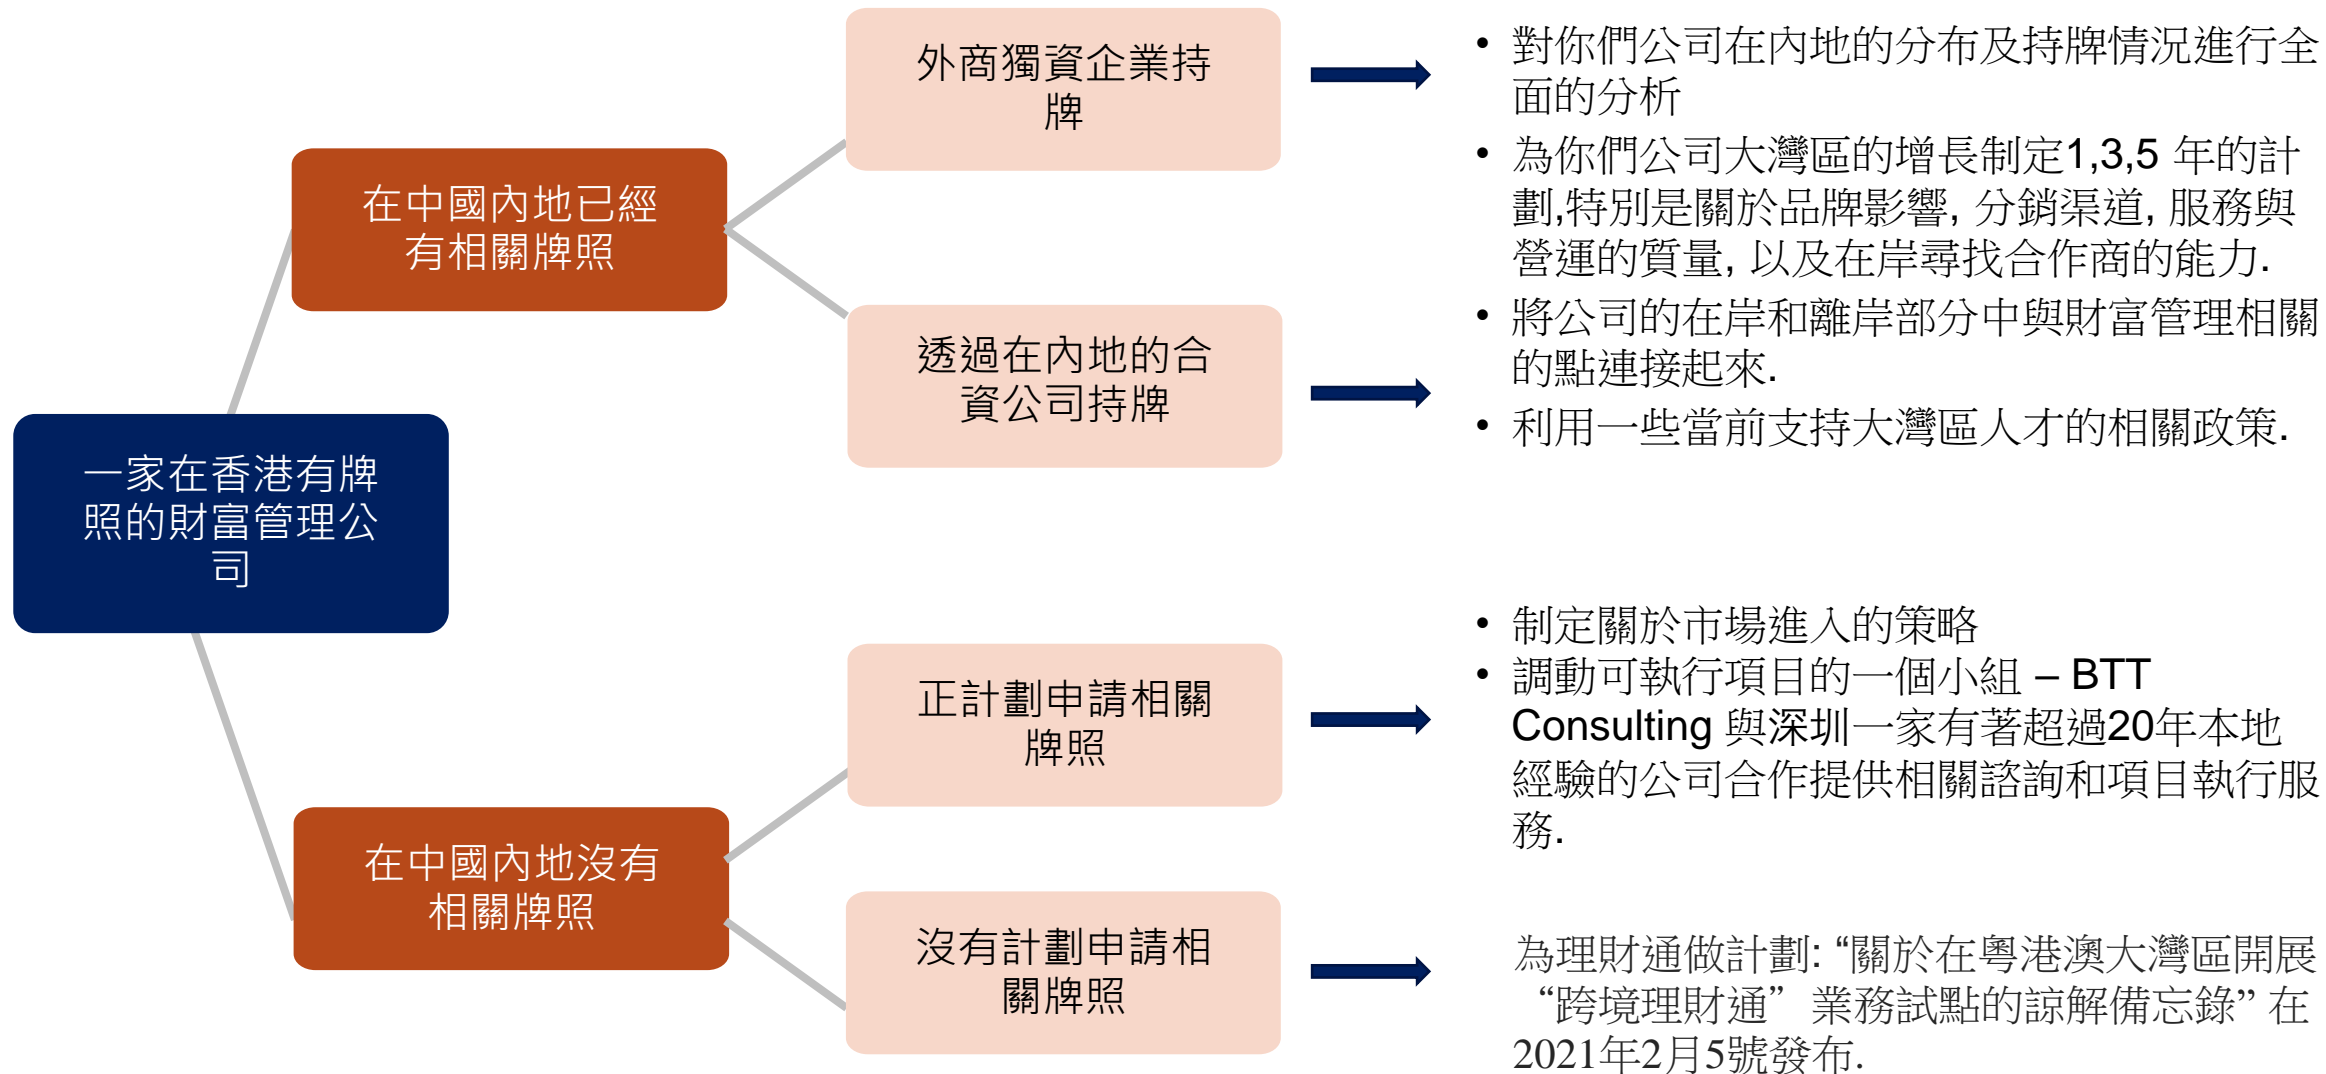 外商獨資企業持
牌
在中國內地已經
有相關牌照
透過在內地的合
資公司持牌
• 對你們公司在內地的分布及持牌情況進行全
面的分析
• 為你們公司大灣區的增長制定1,3,5 年的計
劃,特別是關於品牌影響, 分銷渠道, 服務與
營運的質量, 以及在岸尋找合作商的能力.
• 將公司的在岸和離岸部分中與財富管理相關
的點連接起來.
• 利用一些當前支持大灣區人才的相關政策.
一家在香港有牌
照的財富管理公
司
正計劃申請相關
牌照
在中國內地沒有
相關牌照
沒有計劃申請相
關牌照
• 制定關於市場進入的策略
• 調動可執行項目的一個小組 – BTT
Consulting 與深圳一家有著超過20年本地
經驗的公司合作提供相關諮詢和項目執行服
務.
為理財通做計劃: “關於在粵港澳大灣區開展
“跨境理財通” 業務試點的諒解備忘錄” 在
2021年2月5號發布.